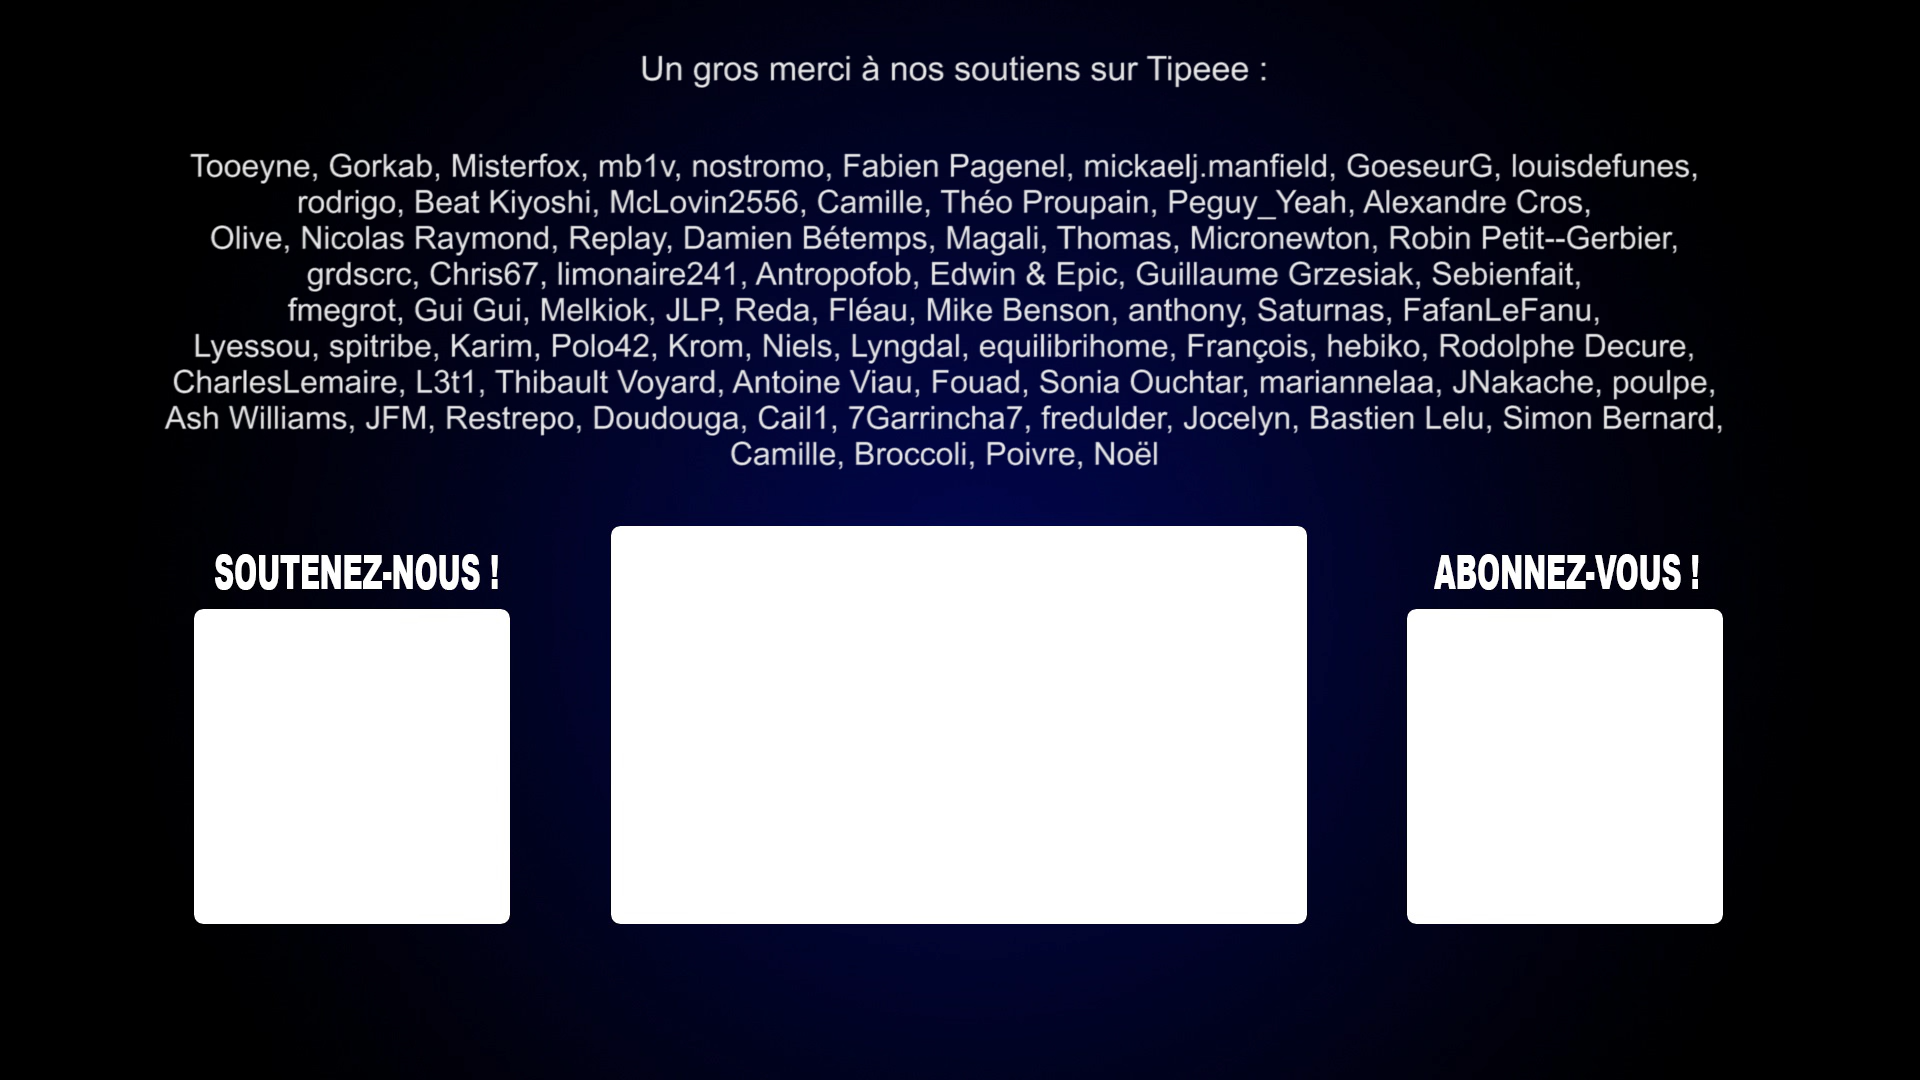 Un gros merci à nos soutiens sur Tipeee :
Tooeyne, Gorkab, Misterfox, mb1v, nostromo, Fabien Pagenel, mickaelj.manfield, GoeseurG, louisdefunes,
rodrigo, Beat Kiyoshi, McLovin2556, Camille, Théo Proupain, Peguy_Yeah, Alexandre Cros,
Olive, Nicolas Raymond, Replay, Damien Bétemps, Magali, Thomas, Micronewton, Robin Petit--Gerbier,
grdscrc, Chris67, limonaire241, Antropofob, Edwin & Epic, Guillaume Grzesiak, Sebienfait,
fmegrot, Gui Gui, Melkiok, JLP, Reda, Fléau, Mike Benson, anthony, Saturnas, FafanLeFanu,
Lyessou, spitribe, Karim, Polo42, Krom, Niels, Lyngdal, equilibrihome, François, hebiko, Rodolphe Decure,
CharlesLemaire, L3t1, Thibault Voyard, Antoine Viau, Fouad, Sonia Ouchtar, mariannelaa, JNakache, poulpe,
Ash Williams, JFM, Restrepo, Doudouga, Cail1, 7Garrincha7, fredulder, Jocelyn, Bastien Lelu, Simon Bernard,
Camille, Broccoli, Poivre, Noël
SOUTENEZ-NOUS !
ABONNEZ-VOUS !